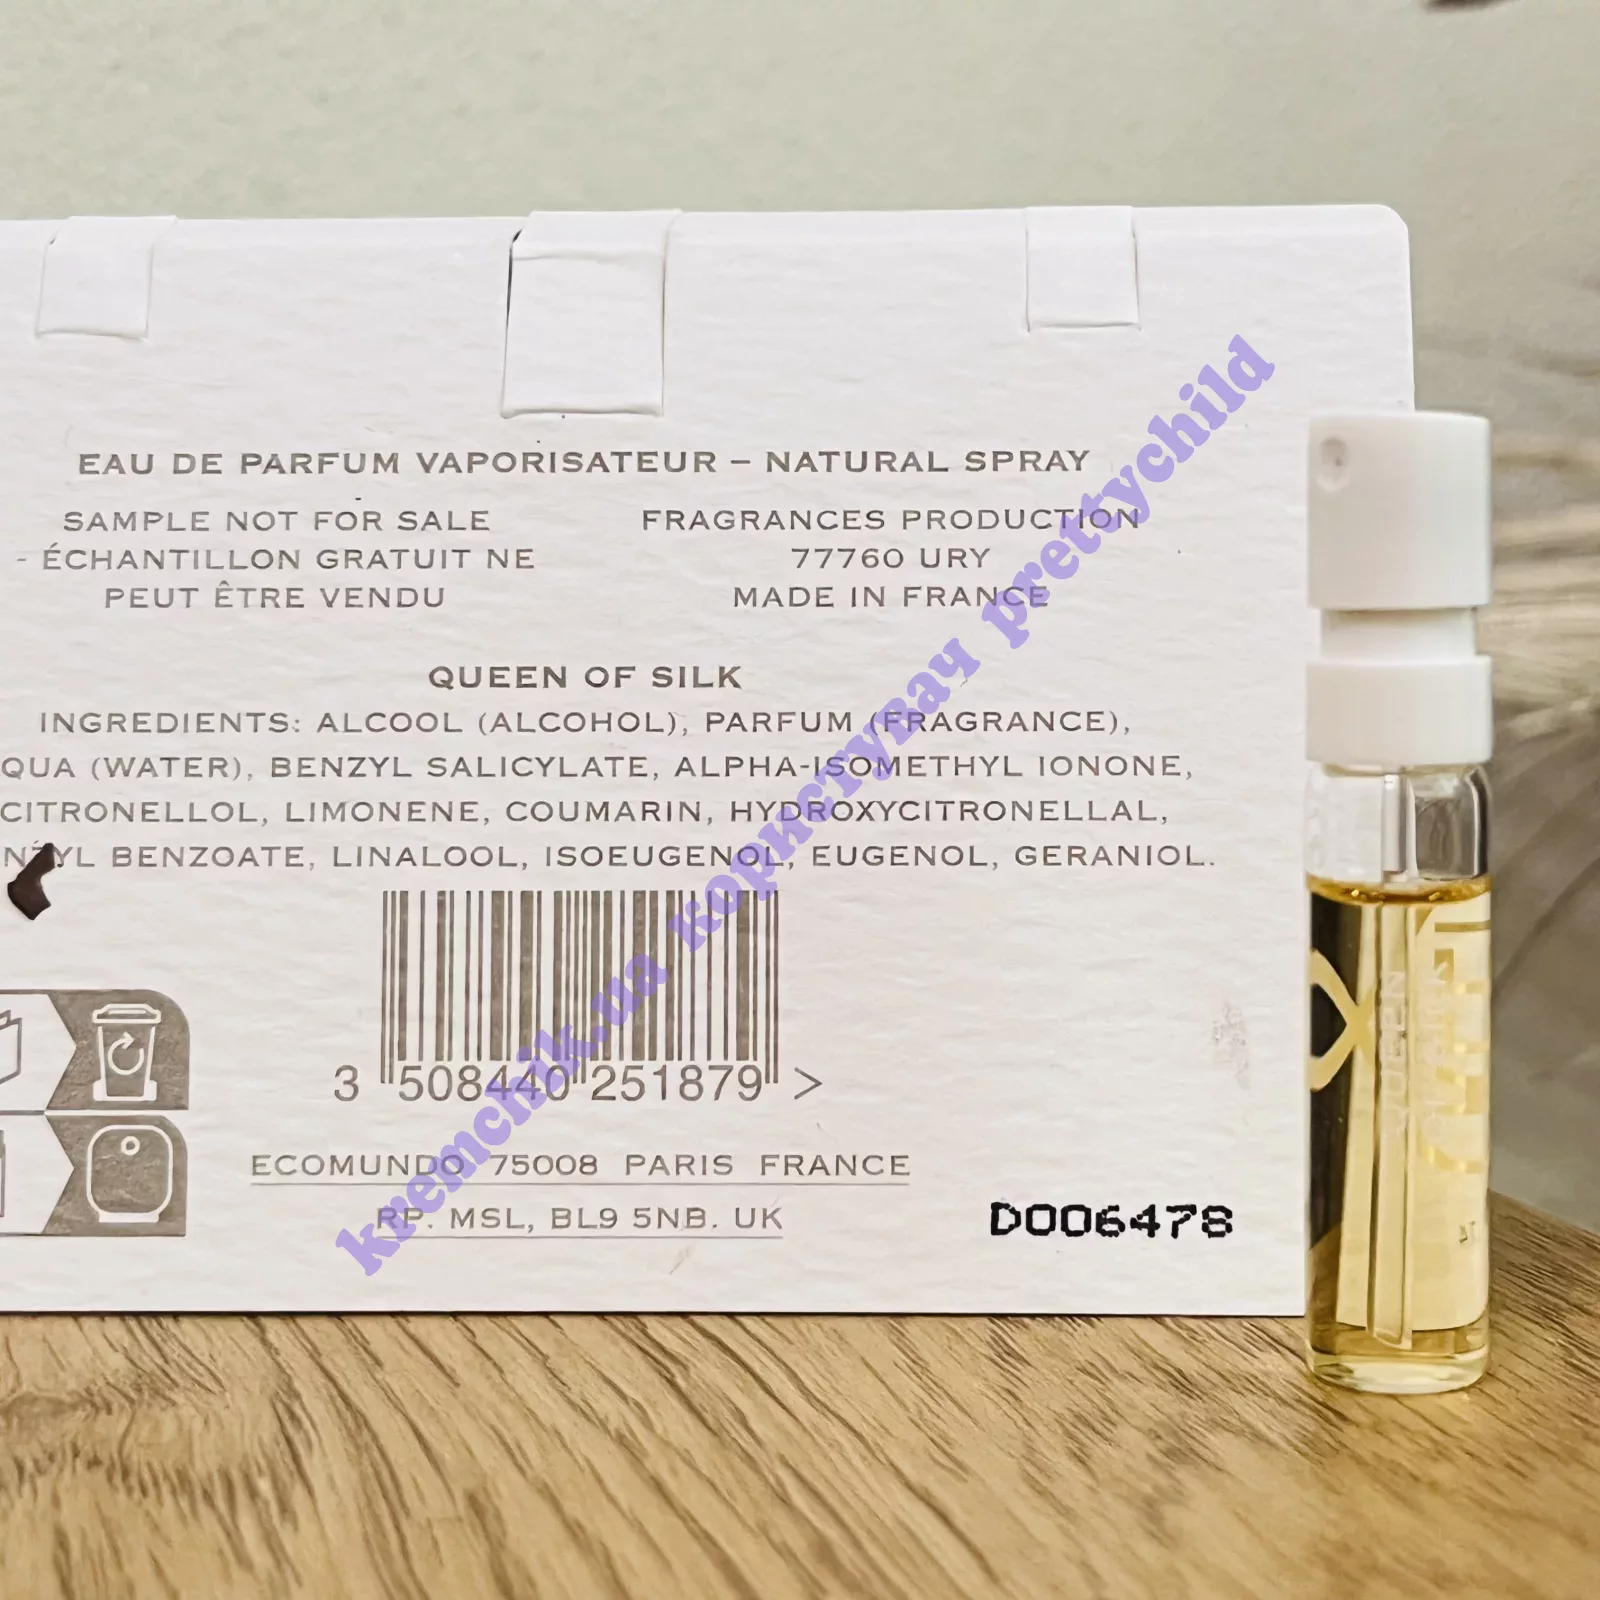 EAU DE PARFUM VAPORISATEUR – NATURAL SPRAY
SAMPLE NOT FOR SALE
- ÉCHANTILLON GRATUIT NE
PEUT ÊTRE VENDU
FRAGRANCES PRODUCTION
77760 URY
MADE IN FRANCE
QUEEN OF SILK
INGREDIENTS: ALCOOL (ALCOHOL), PARFUM (FRAGRANCE),
QUA (WATER), BENZYL SALICYLATE, ALPHA-ISOMETHYL IONONE,
CITRONELLOL, LIMONENE, COUMARIN, HYDROXYCITRONELLAL,
BENZOATE, LINALOOL, ISOEUGENOL, EUGENOL, GERANIOL.
3 508440 251879 >
ECOMUNDO 75008 PARIS FRANCE
RP. MSL, BL9 5NB. UK
D006478
kremchik.ua користувач prettychild
QUEEN